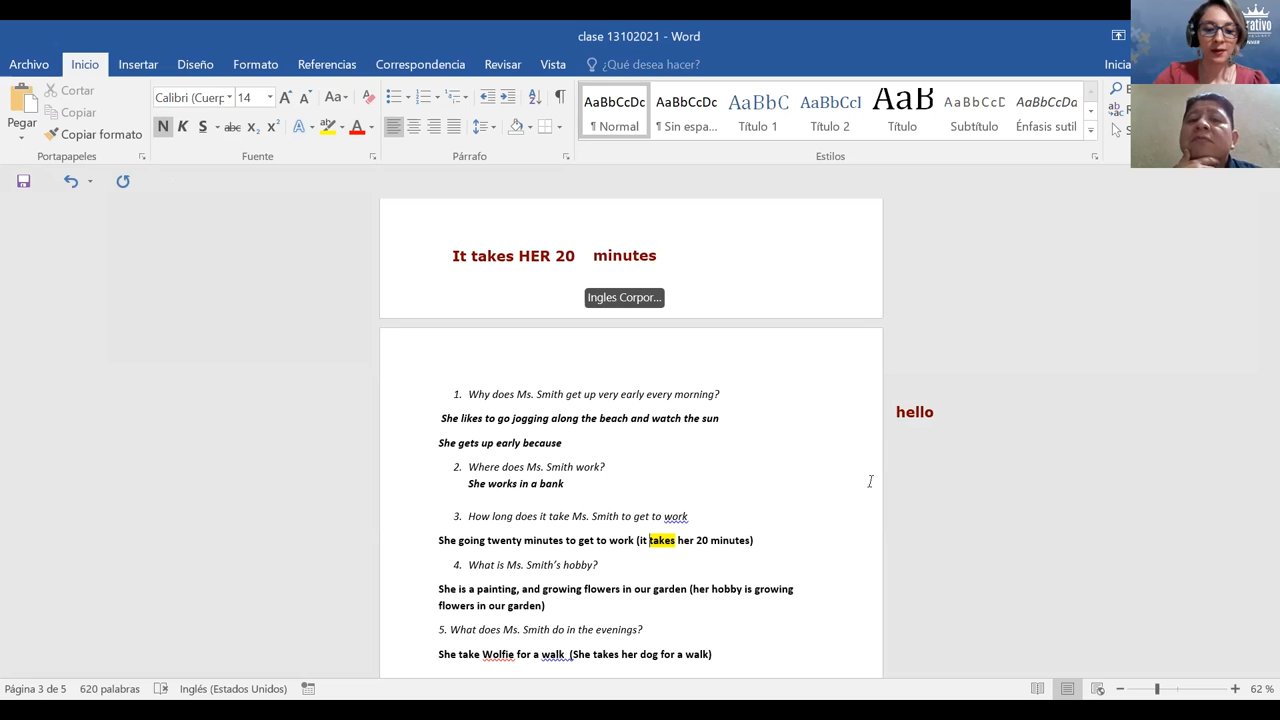 clase 13102021 - Word
Archivo Inicio Insertar Diseño Formato Referencias Correspondencia Revisar Vista ¿Qué desea hacer? Inicia
Pegar
Cortar
Copiar
Copiar formato
Portapapeles
Calibri (Cuerp 14
Aa
N K S abc X₂ X²
Fuente
Párrafo
AaBbCcDc AaBbCcDc AaBbC AaBbCcI AaB AaBbCcD AaBbCcDa
¶ Normal ¶ Sin espa... Título 1 Título 2 Título Subtítulo Énfasis sutil
Estilos
rativo
It takes HER 20 minutes
Ingles Corpor...
1. Why does Ms. Smith get up very early every morning?
hello
She likes to go jogging along the beach and watch the sun
She gets up early because
2. Where does Ms. Smith work?
She works in a bank
3. How long does it take Ms. Smith to get to work
She going twenty minutes to get to work (it takes her 20 minutes)
4. What is Ms. Smith's hobby?
She is a painting, and growing flowers in our garden (her hobby is growing
flowers in our garden)
5. What does Ms. Smith do in the evenings?
She take Wolfie for a walk (She takes her dog for a walk)
Página 3 de 5 620 palabras Inglés (Estados Unidos) 62 %